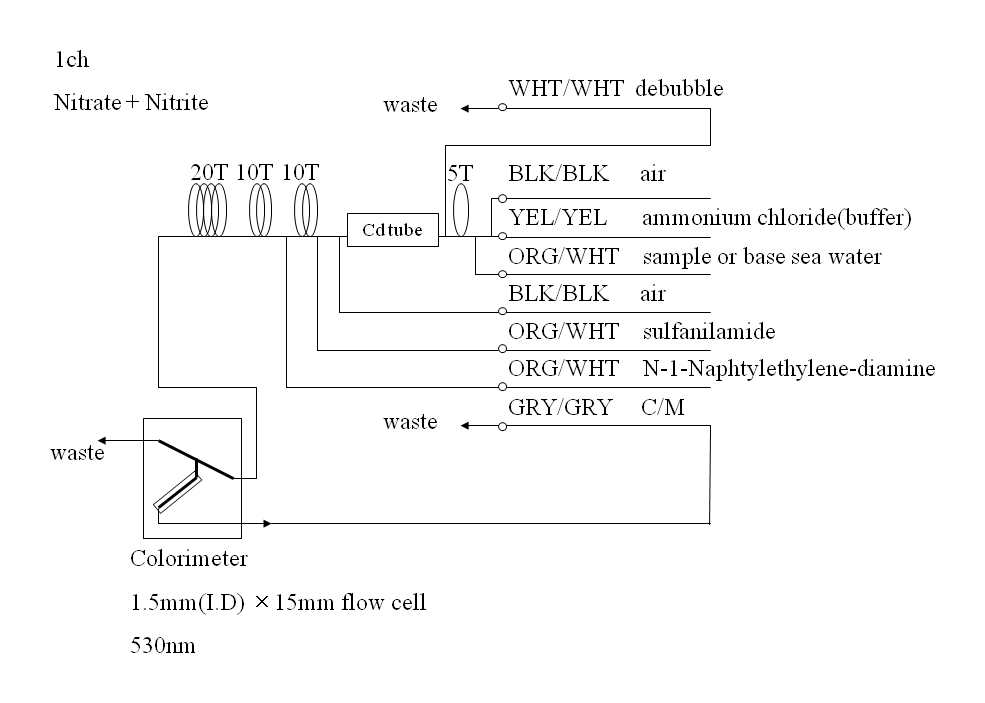 1ch
Nitrate + Nitrite
WHT/WHT debubble
waste
20T 10T 10T
5T
BLK/BLK air
YEL/YEL ammonium chloride(buffer)
Cd tube
ORG/WHT sample or base sea water
BLK/BLK air
ORG/WHT sulfanilamide
ORG/WHT N-1-Naphtylethylene-diamine
GRY/GRY C/M
waste
waste
Colorimeter
1.5mm(I.D) × 15mm flow cell
530nm